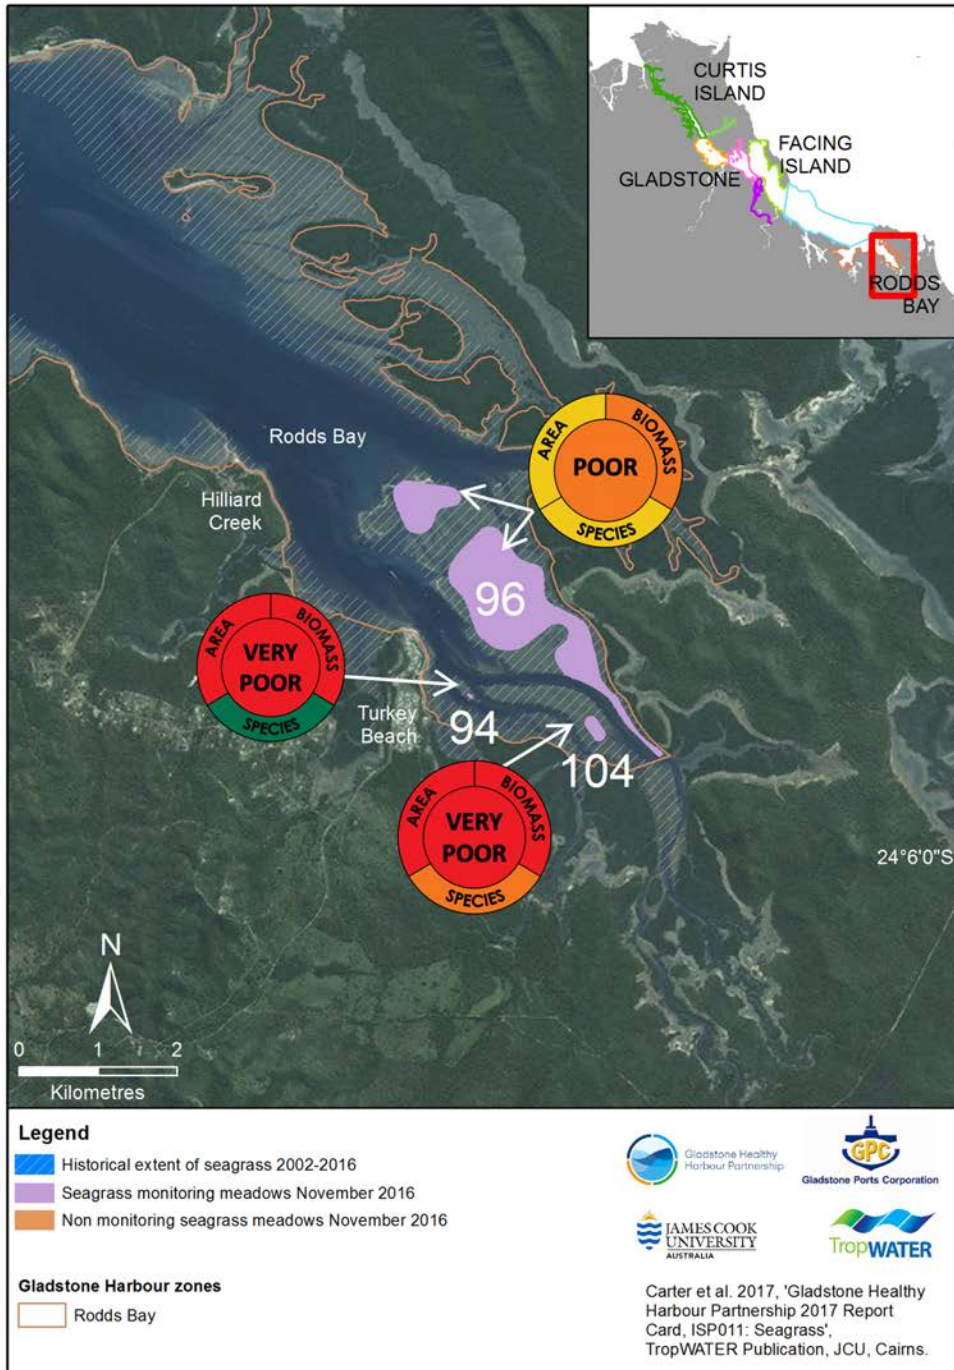 CURTIS
ISLAND
FACING
ISLAND
GLADSTONE
RODDS
BAY
Rodds Bay
AREA
BIOMASS
POOR
SPECIES
Hilliard
Creek
96
AREA
BIOMASS
VERY
POOR
SPECIES
Turkey
Beach
94
104
AREA
BIOMASS
VERY
POOR
SPECIES
24°6'0"S
N
0 1 2
Kilometres
Legend
Historical extent of seagrass 2002-2016
Seagrass monitoring meadows November 2016
Non monitoring seagrass meadows November 2016
Gladstone Harbour zones
Rodds Bay
Gladstone Healthy
Harbour Partnership
GPC
Gladstone Ports Corporation
JAMES COOK
UNIVERSITY
AUSTRALIA
TropWATER
Carter et al. 2017, 'Gladstone Healthy
Harbour Partnership 2017 Report
Card, ISP011: Seagrass',
TropWATER Publication, JCU, Cairns.